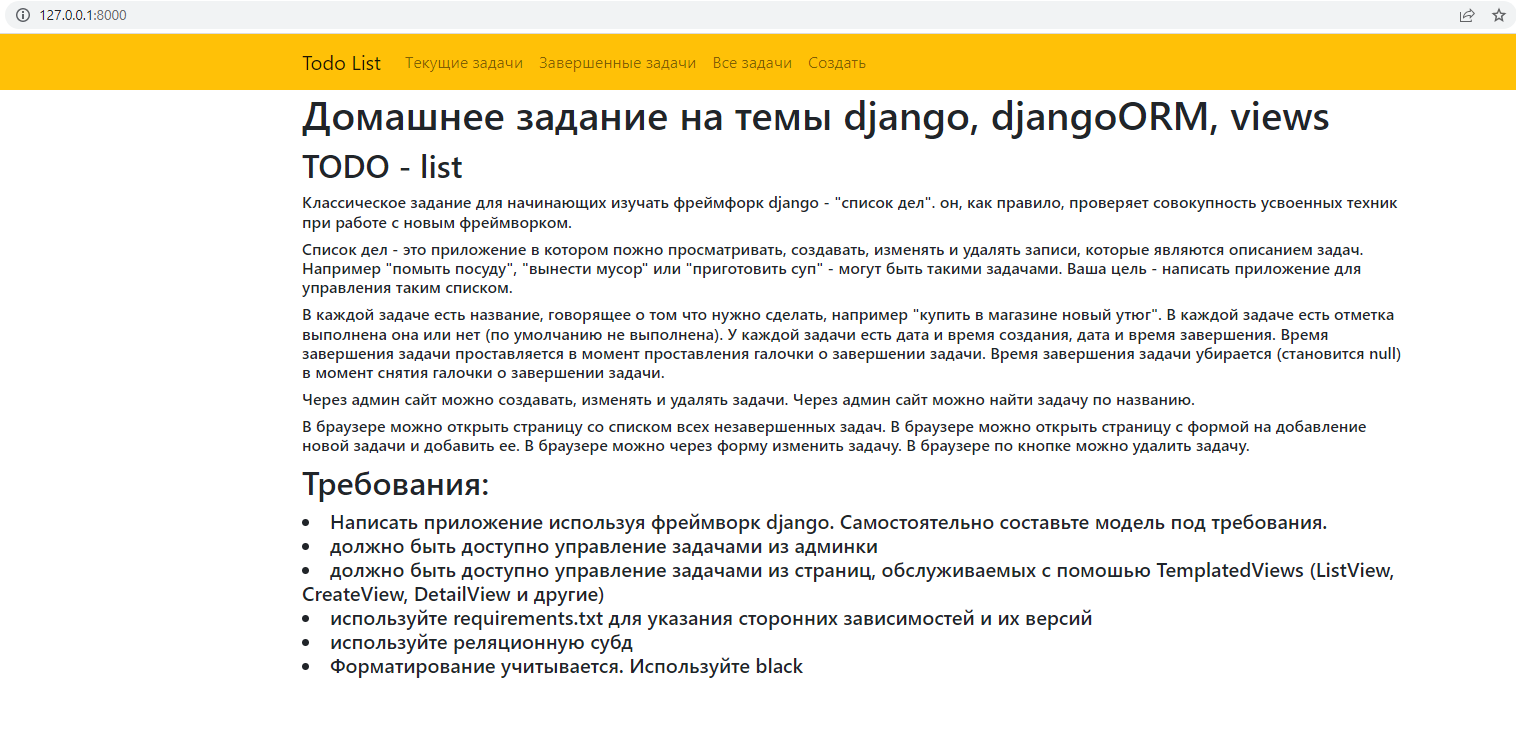 127.0.0.1:8000
Todo List Текущие задачи Завершенные задачи Все задачи Создать
Домашнее задание на темы django, djangoORM, views
TODO - list
Классическое задание для начинающих изучать фреймфорк django - "список дел". он, как правило, проверяет совокупность усвоенных техник
при работе с новым фреймворком.
Список дел - это приложение в котором пожно просматривать, создавать, изменять и удалять записи, которые являются описанием задач.
Например "помыть посуду", "вынести мусор" или "приготовить суп" - могут быть такими задачами. Ваша цель - написать приложение для
управления таким списком.
В каждой задаче есть название, говорящее о том что нужно сделать, например "купить в магазине новый утюг". В каждой задаче есть отметка
выполнена она или нет (по умолчанию не выполнена). У каждой задачи есть дата и время создания, дата и время завершения. Время
завершения задачи проставляется в момент проставления галочки о завершении задачи. Время завершения задачи убирается (становится null)
в момент снятия галочки о завершении задачи.
Через админ сайт можно создавать, изменять и удалять задачи. Через админ сайт можно найти задачу по названию.
В браузере можно открыть страницу со списком всех незавершенных задач. В браузере можно открыть страницу с формой на добавление
новой задачи и добавить ее. В браузере можно через форму изменить задачу. В браузере по кнопке можно удалить задачу.
Требования:
• Написать приложение используя фреймворк django. Самостоятельно составьте модель под требования.
• должно быть доступно управление задачами из админки
• должно быть доступно управление задачами из страниц, обслуживаемых с помошью TemplatedViews (ListView,
CreateView, DetailView и другие)
• используйте requirements.txt для указания сторонних зависимостей и их версий
• используйте реляционную субд
• Форматирование учитывается. Используйте black